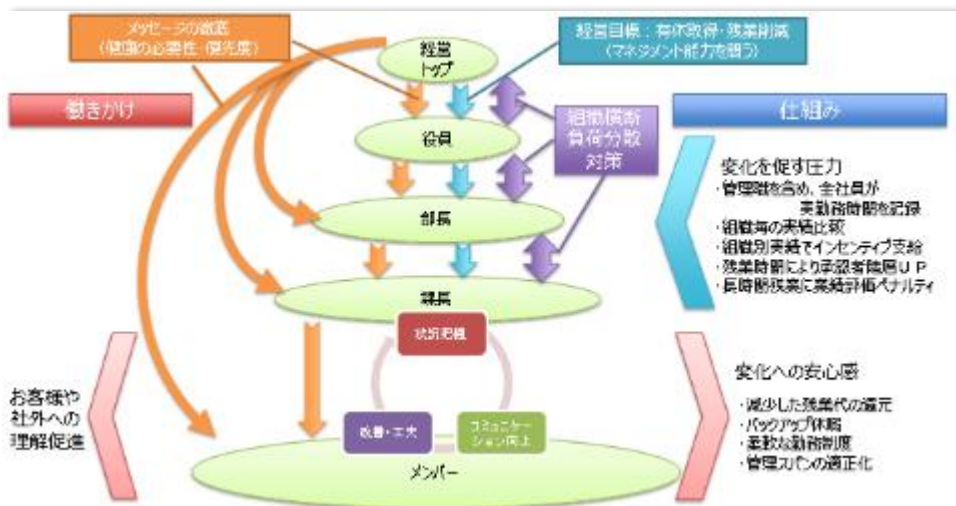 メッセージの徹底
(健康の必要性・優先度)
経営
トップ
経営目標：有休取得・残業削減
(マネジメント能力を問う)
働きかけ
組織横断
負荷分散
対策
仕組み
役員
部長
課長
状況把握
改善・工夫
コミュニケー
ション向上
メンバー
変化を促す圧力
・管理職を含め、全社員が
実勤務時間を記録
・組織毎の実績比較
・組織別実績でインセンティブ支給
・残業時間により承認者階層ＵＰ
・長時間残業に業績評価ペナルティ
お客様や
社外への
理解促進
変化への安心感
・減少した残業代の還元
・バックアップ休暇
・柔軟な勤務制度
・管理スパンの適正化